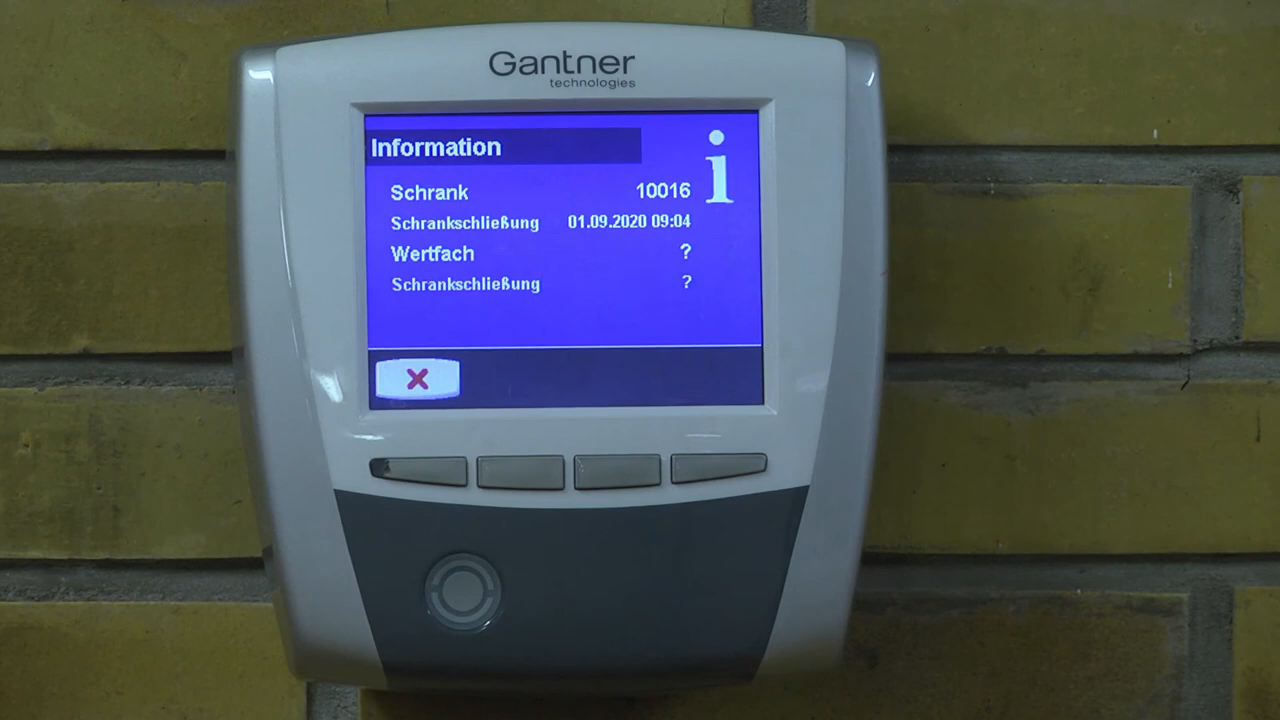 Gantner
technologies
Information
Schrank 10016
Schrankschließung 01.09.2020 09:04
Wertfach ?
Schrankschließung ?